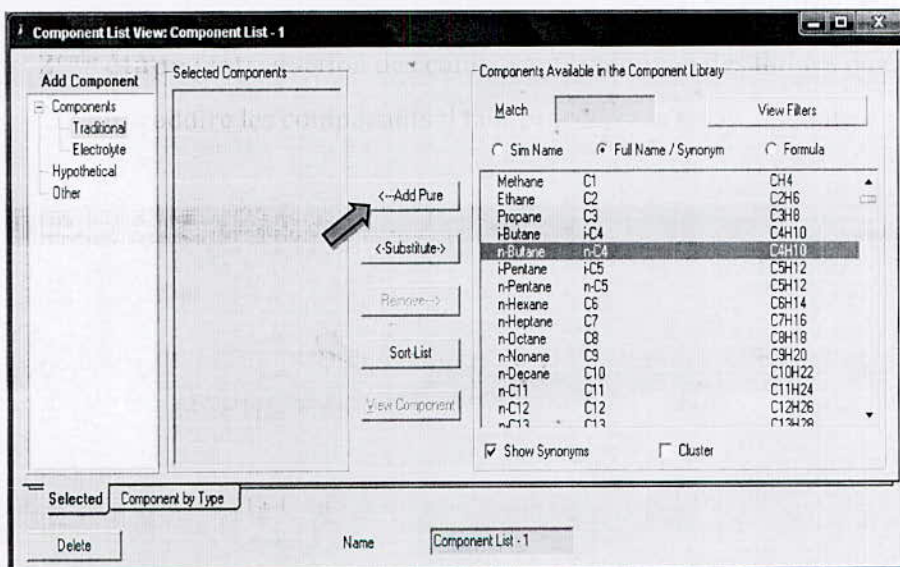 Component List View: Component List - 1
Add Component
Components
Traditional
Electrolyte
Hypothetical
Other
Selected Components
<--Add Pure
<-Substitute->
Remove-->
Sort List
View Component
Components Available in the Component Library
Match
View Filters
Sim Name Full Name / Synonym Formula
Methane C1 CH4
Ethane C2 C2H6
Propane C3 C3H8
i-Butane i-C4 C4H10
n-Butane n-C4 C4H10
i-Pentane i-C5 C5H12
n-Pentane n-C5 C5H12
n-Hexane C6 C6H14
n-Heptane C7 C7H16
n-Octane C8 C8H18
n-Nonane C9 C9H20
n-Decane C10 C10H22
n-C11 C11 C11H24
n-C12 C12 C12H26
n-C13 C13 C13H28
Show Synonyms Cluster
Selected Component by Type
Delete Name Component List - 1